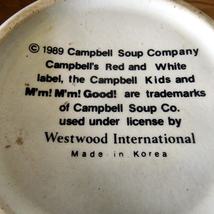 © 1989 Campbell Soup Company
Campbell's Red and White
label, the Campbell Kids and
M'm! M'm! Good! are trademarks
of Campbell Soup Co.
used under license by
Westwood International
Made in Korea